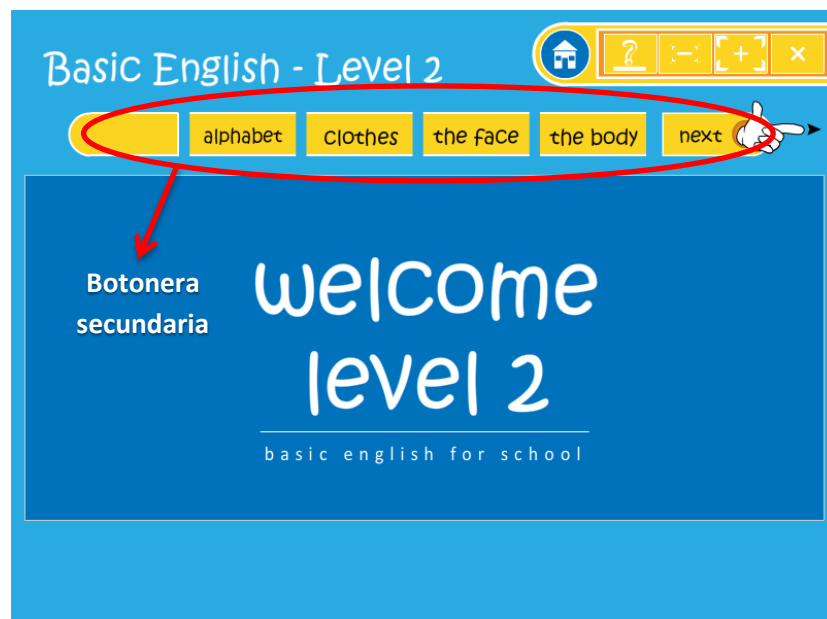 Basic English - Level 2
?
alphabet clothes the face the body next
Botonera
secundaria
welcome
level 2
basic english for school